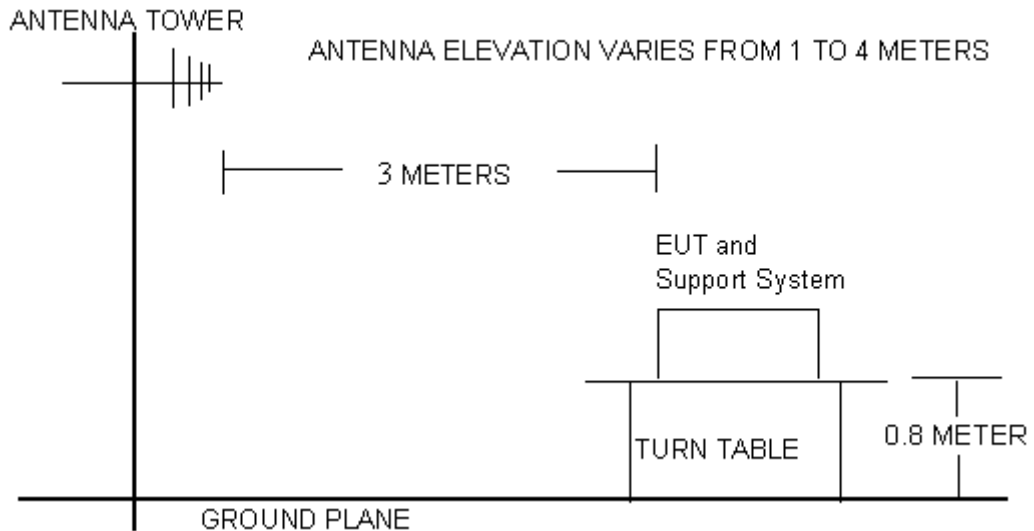 ANTENNA TOWER
ANTENNA ELEVATION VARIES FROM 1 TO 4 METERS
3 METERS
EUT and
Support System
0.8 METER
TURN TABLE
GROUND PLANE